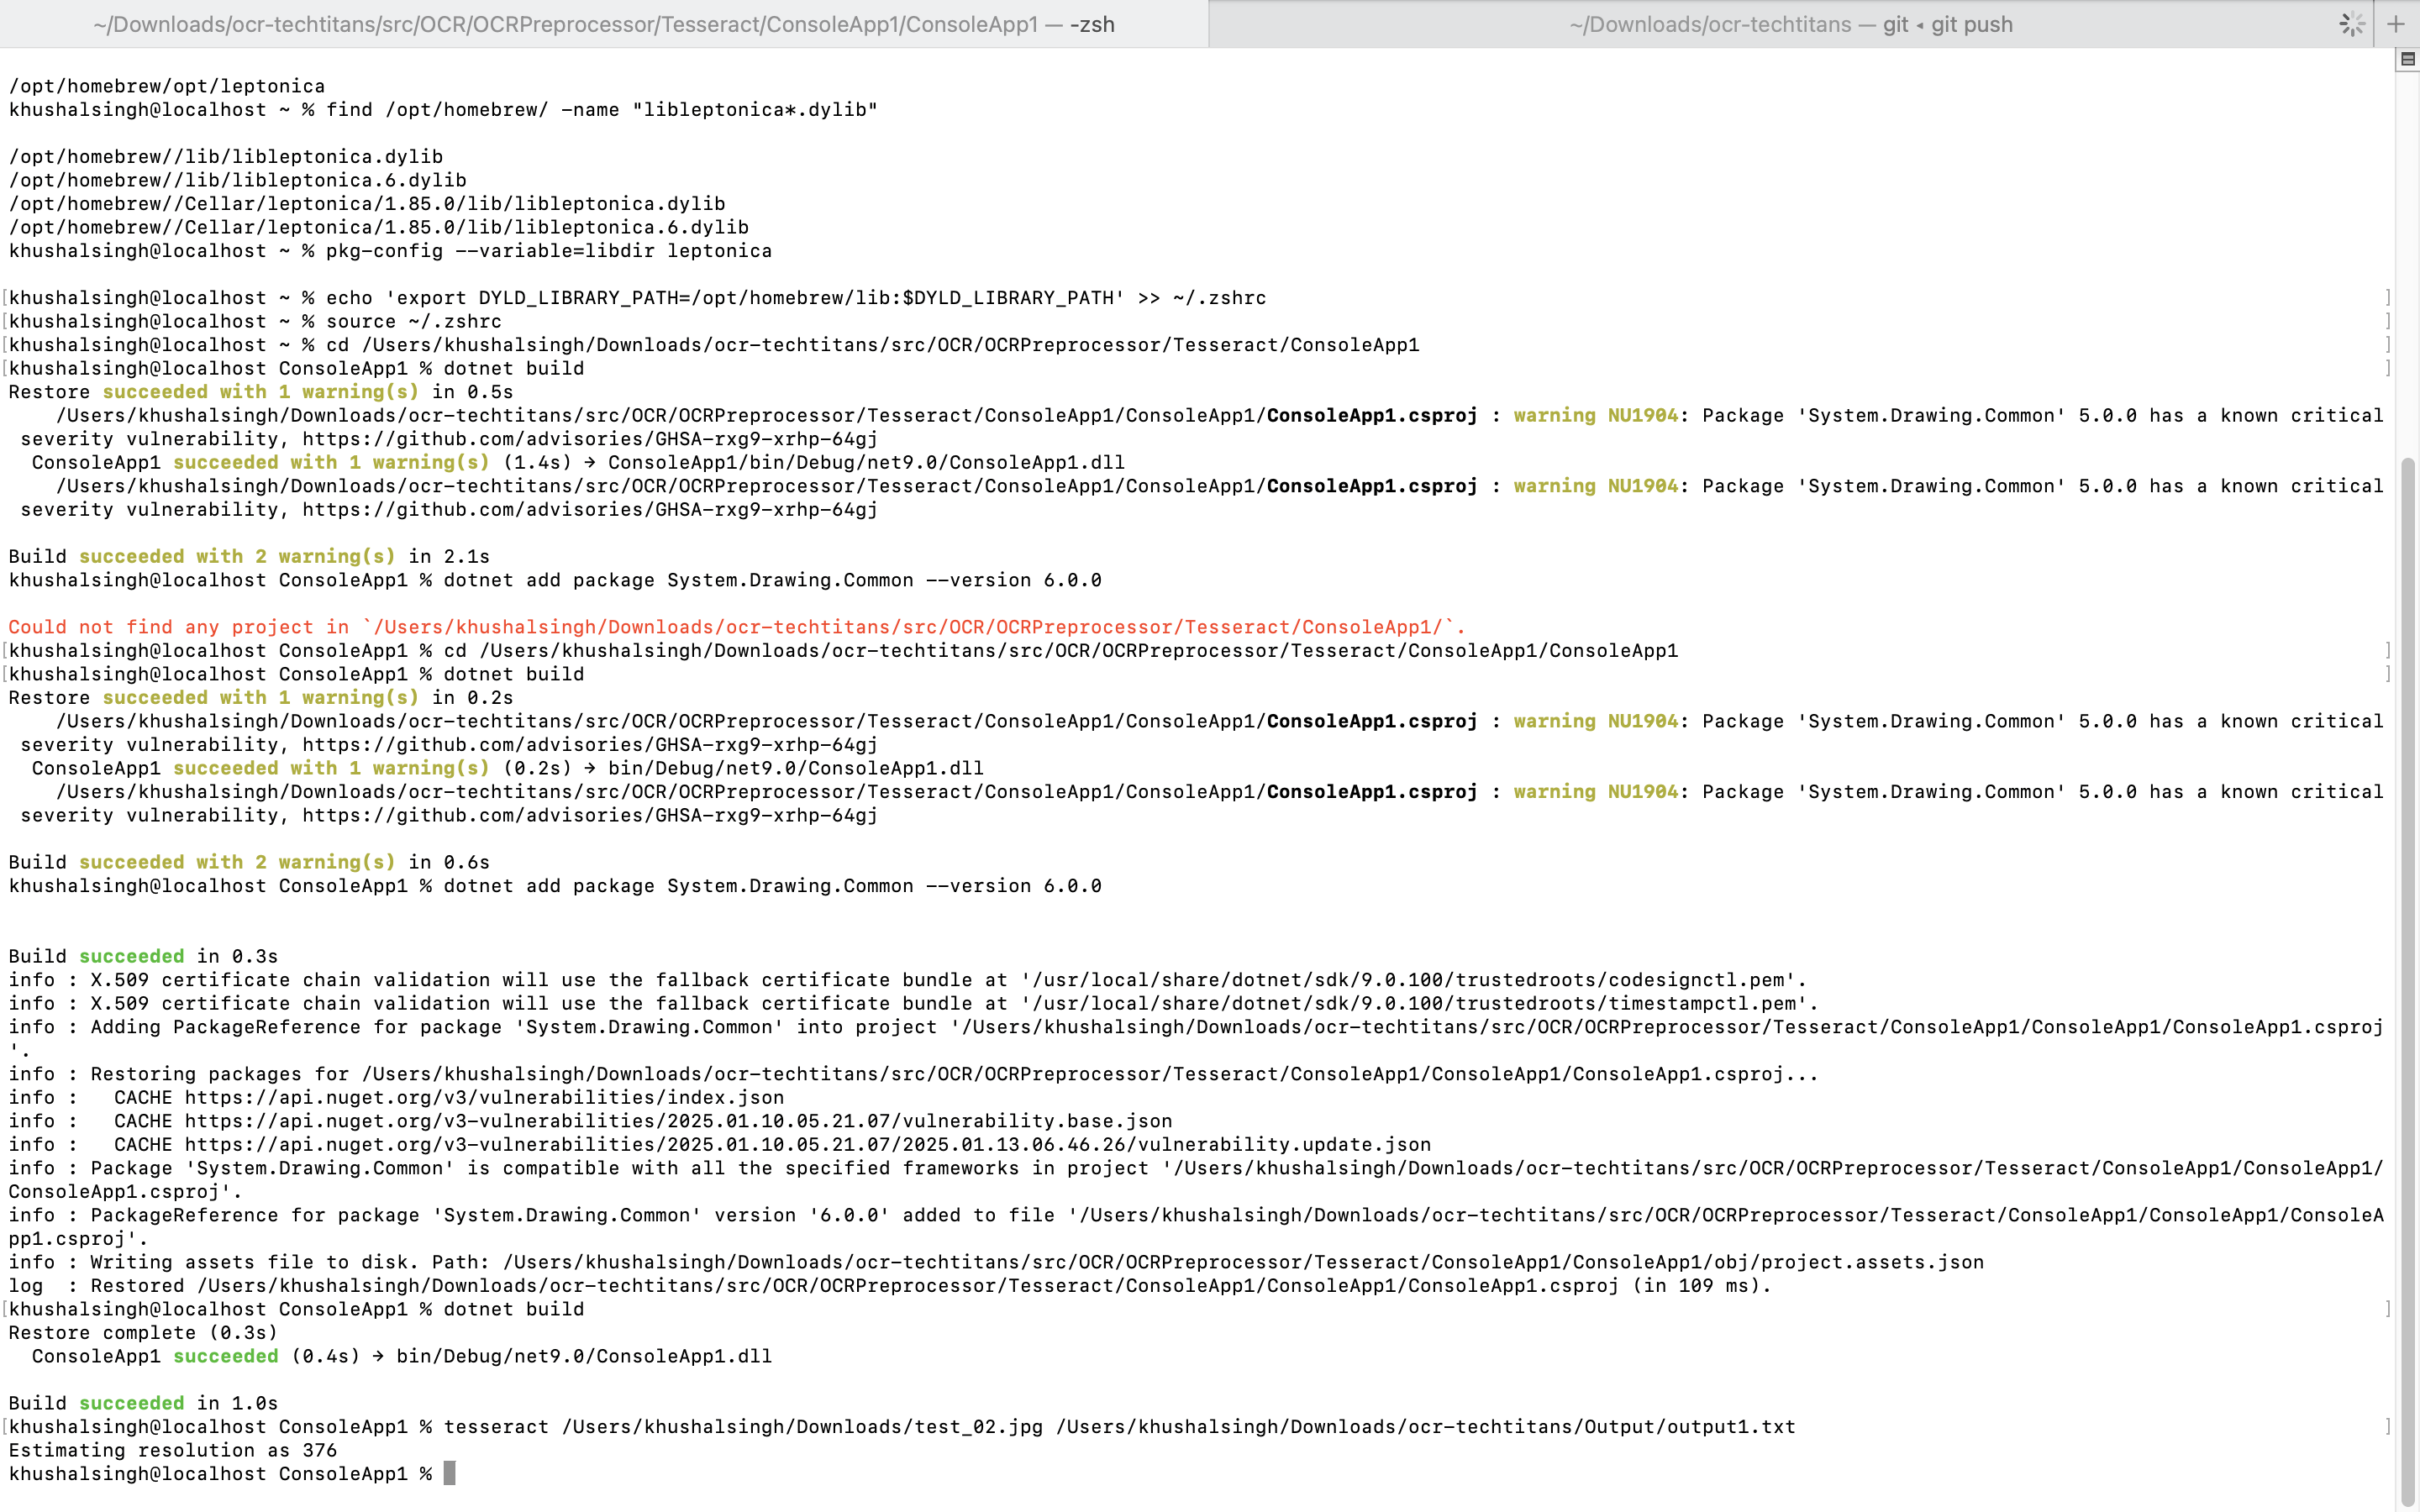 ~/Downloads/ocr-techtitans/src/OCR/OCRPreprocessor/Tesseract/ConsoleApp1/ConsoleApp1 — -zsh
~/Downloads/ocr-techtitans — git ◂ git push
/opt/homebrew/opt/leptonica
khushalsingh@localhost ~ % find /opt/homebrew/ -name "libleptonica*.dylib"
/opt/homebrew//lib/libleptonica.dylib
/opt/homebrew//lib/libleptonica.6.dylib
/opt/homebrew//Cellar/leptonica/1.85.0/lib/libleptonica.dylib
/opt/homebrew//Cellar/leptonica/1.85.0/lib/libleptonica.6.dylib
khushalsingh@localhost ~ % pkg-config --variable=libdir leptonica
[khushalsingh@localhost ~ % echo 'export DYLD_LIBRARY_PATH=/opt/homebrew/lib:$DYLD_LIBRARY_PATH' >> ~/.zshrc ]
[khushalsingh@localhost ~ % source ~/.zshrc ]
[khushalsingh@localhost ~ % cd /Users/khushalsingh/Downloads/ocr-techtitans/src/OCR/OCRPreprocessor/Tesseract/ConsoleApp1 ]
[khushalsingh@localhost ConsoleApp1 % dotnet build ]
Restore succeeded with 1 warning(s) in 0.5s
/Users/khushalsingh/Downloads/ocr-techtitans/src/OCR/OCRPreprocessor/Tesseract/ConsoleApp1/ConsoleApp1/ConsoleApp1.csproj : warning NU1904: Package 'System.Drawing.Common' 5.0.0 has a known critical
severity vulnerability, https://github.com/advisories/GHSA-rxg9-xrhp-64gj
ConsoleApp1 succeeded with 1 warning(s) (1.4s) → ConsoleApp1/bin/Debug/net9.0/ConsoleApp1.dll
/Users/khushalsingh/Downloads/ocr-techtitans/src/OCR/OCRPreprocessor/Tesseract/ConsoleApp1/ConsoleApp1/ConsoleApp1.csproj : warning NU1904: Package 'System.Drawing.Common' 5.0.0 has a known critical
severity vulnerability, https://github.com/advisories/GHSA-rxg9-xrhp-64gj
Build succeeded with 2 warning(s) in 2.1s
khushalsingh@localhost ConsoleApp1 % dotnet add package System.Drawing.Common --version 6.0.0
Could not find any project in `/Users/khushalsingh/Downloads/ocr-techtitans/src/OCR/OCRPreprocessor/Tesseract/ConsoleApp1/`.
[khushalsingh@localhost ConsoleApp1 % cd /Users/khushalsingh/Downloads/ocr-techtitans/src/OCR/OCRPreprocessor/Tesseract/ConsoleApp1/ConsoleApp1 ]
[khushalsingh@localhost ConsoleApp1 % dotnet build ]
Restore succeeded with 1 warning(s) in 0.2s
/Users/khushalsingh/Downloads/ocr-techtitans/src/OCR/OCRPreprocessor/Tesseract/ConsoleApp1/ConsoleApp1/ConsoleApp1.csproj : warning NU1904: Package 'System.Drawing.Common' 5.0.0 has a known critical
severity vulnerability, https://github.com/advisories/GHSA-rxg9-xrhp-64gj
ConsoleApp1 succeeded with 1 warning(s) (0.2s) → bin/Debug/net9.0/ConsoleApp1.dll
/Users/khushalsingh/Downloads/ocr-techtitans/src/OCR/OCRPreprocessor/Tesseract/ConsoleApp1/ConsoleApp1/ConsoleApp1.csproj : warning NU1904: Package 'System.Drawing.Common' 5.0.0 has a known critical
severity vulnerability, https://github.com/advisories/GHSA-rxg9-xrhp-64gj
Build succeeded with 2 warning(s) in 0.6s
khushalsingh@localhost ConsoleApp1 % dotnet add package System.Drawing.Common --version 6.0.0
Build succeeded in 0.3s
info : X.509 certificate chain validation will use the fallback certificate bundle at '/usr/local/share/dotnet/sdk/9.0.100/trustedroots/codesignctl.pem'.
info : X.509 certificate chain validation will use the fallback certificate bundle at '/usr/local/share/dotnet/sdk/9.0.100/trustedroots/timestampctl.pem'.
info : Adding PackageReference for package 'System.Drawing.Common' into project '/Users/khushalsingh/Downloads/ocr-techtitans/src/OCR/OCRPreprocessor/Tesseract/ConsoleApp1/ConsoleApp1/ConsoleApp1.csproj
'.
info : Restoring packages for /Users/khushalsingh/Downloads/ocr-techtitans/src/OCR/OCRPreprocessor/Tesseract/ConsoleApp1/ConsoleApp1/ConsoleApp1.csproj...
info :   CACHE https://api.nuget.org/v3/vulnerabilities/index.json
info :   CACHE https://api.nuget.org/v3-vulnerabilities/2025.01.10.05.21.07/vulnerability.base.json
info :   CACHE https://api.nuget.org/v3-vulnerabilities/2025.01.10.05.21.07/2025.01.13.06.46.26/vulnerability.update.json
info : Package 'System.Drawing.Common' is compatible with all the specified frameworks in project '/Users/khushalsingh/Downloads/ocr-techtitans/src/OCR/OCRPreprocessor/Tesseract/ConsoleApp1/ConsoleApp1/
ConsoleApp1.csproj'.
info : PackageReference for package 'System.Drawing.Common' version '6.0.0' added to file '/Users/khushalsingh/Downloads/ocr-techtitans/src/OCR/OCRPreprocessor/Tesseract/ConsoleApp1/ConsoleApp1/ConsoleA
pp1.csproj'.
info : Writing assets file to disk. Path: /Users/khushalsingh/Downloads/ocr-techtitans/src/OCR/OCRPreprocessor/Tesseract/ConsoleApp1/ConsoleApp1/obj/project.assets.json
log  : Restored /Users/khushalsingh/Downloads/ocr-techtitans/src/OCR/OCRPreprocessor/Tesseract/ConsoleApp1/ConsoleApp1/ConsoleApp1.csproj (in 109 ms).
[khushalsingh@localhost ConsoleApp1 % dotnet build ]
Restore complete (0.3s)
ConsoleApp1 succeeded (0.4s) → bin/Debug/net9.0/ConsoleApp1.dll
Build succeeded in 1.0s
[khushalsingh@localhost ConsoleApp1 % tesseract /Users/khushalsingh/Downloads/test_02.jpg /Users/khushalsingh/Downloads/ocr-techtitans/Output/output1.txt ]
Estimating resolution as 376
khushalsingh@localhost ConsoleApp1 %